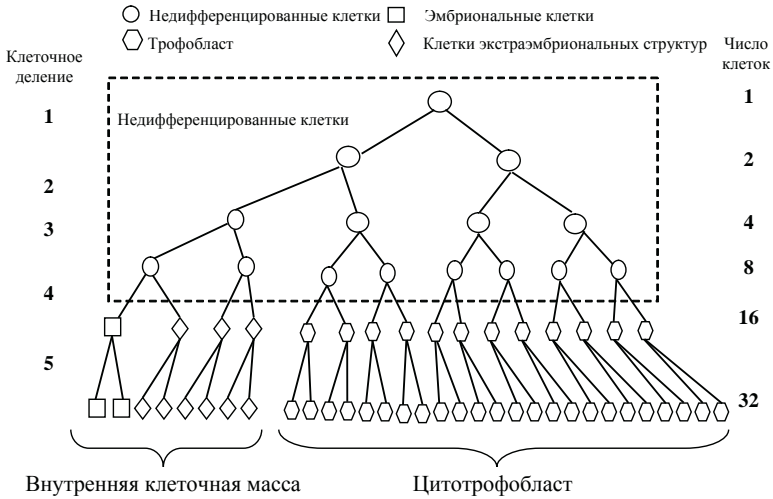 Недифференцированные клетки
Эмбриональные клетки
Трофобласт
Клетки экстраэмбриональных структур
Клеточное
деление
Число
клеток
1
1
Недифференцированные клетки
2
2
3
4
8
4
16
5
32
Внутренняя клеточная масса
Цитотрофобласт